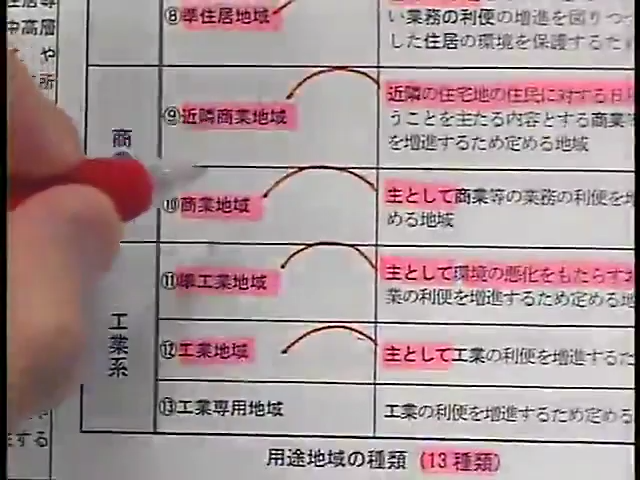 ⑧準住居地域
い業務の利便の増進を図りつつ
した住居の環境を保護するため
中高層
や
所
商
⑨近隣商業地域
近隣の住宅地の住民に対する日
うことを主たる内容とする商業
を増進するため定める地域
⑩商業地域
主として商業等の業務の利便を
める地域
工業系
⑪準工業地域
主として環境の悪化をもたらす
業の利便を増進するため定める地
⑫工業地域
主として工業の利便を増進するた
⑬工業専用地域
工業の利便を増進するため定める
する
用途地域の種類(13種類)